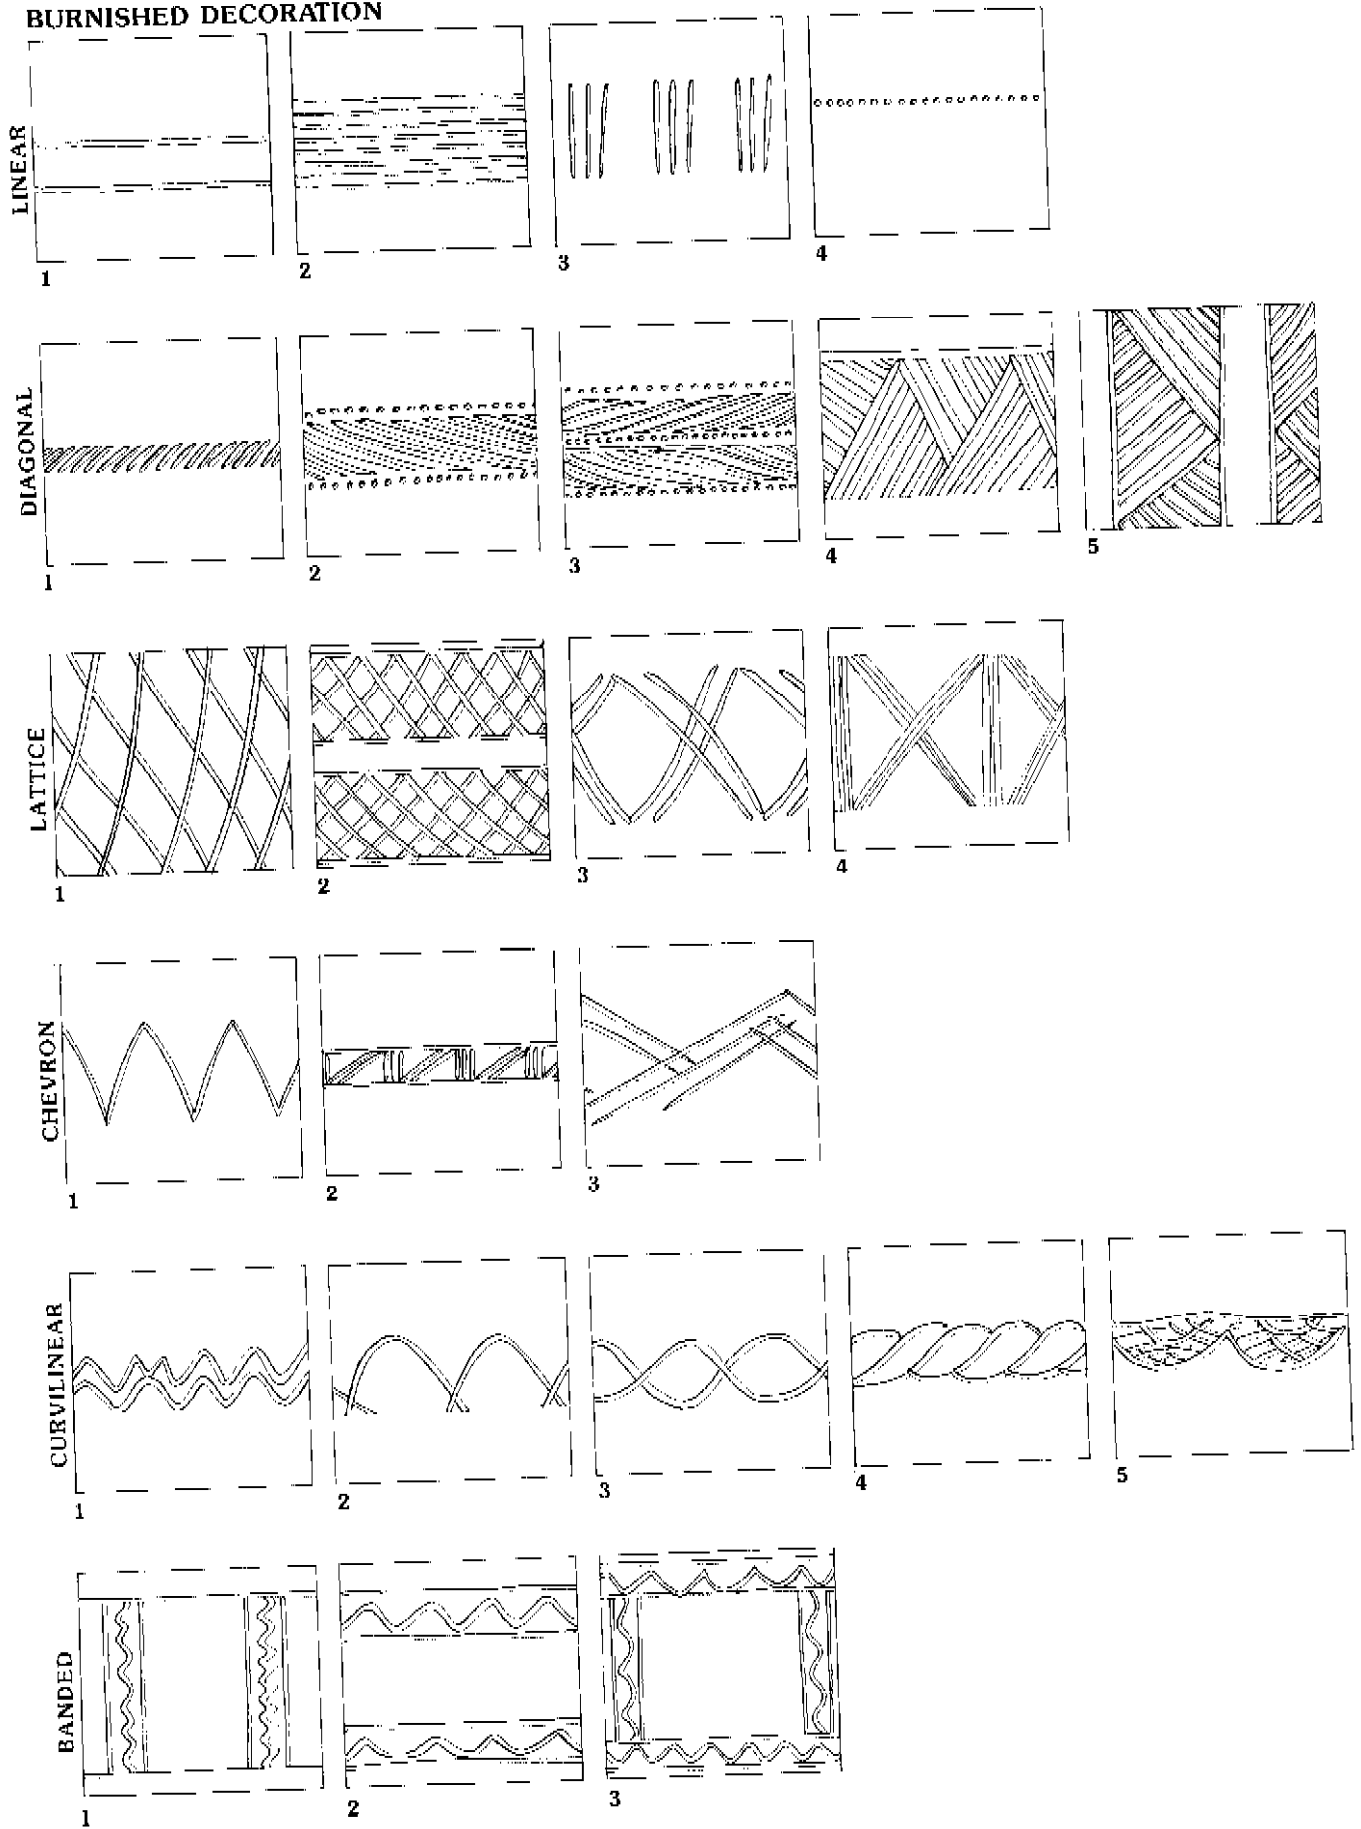 BURNISHED DECORATION
LINEAR
1 2 3 4
DIAGONAL
1 2 3 4 5
LATTICE
1 2 3 4
CHEVRON
1 2 3
CURVILINEAR
1 2 3 4 5
BANDED
1 2 3